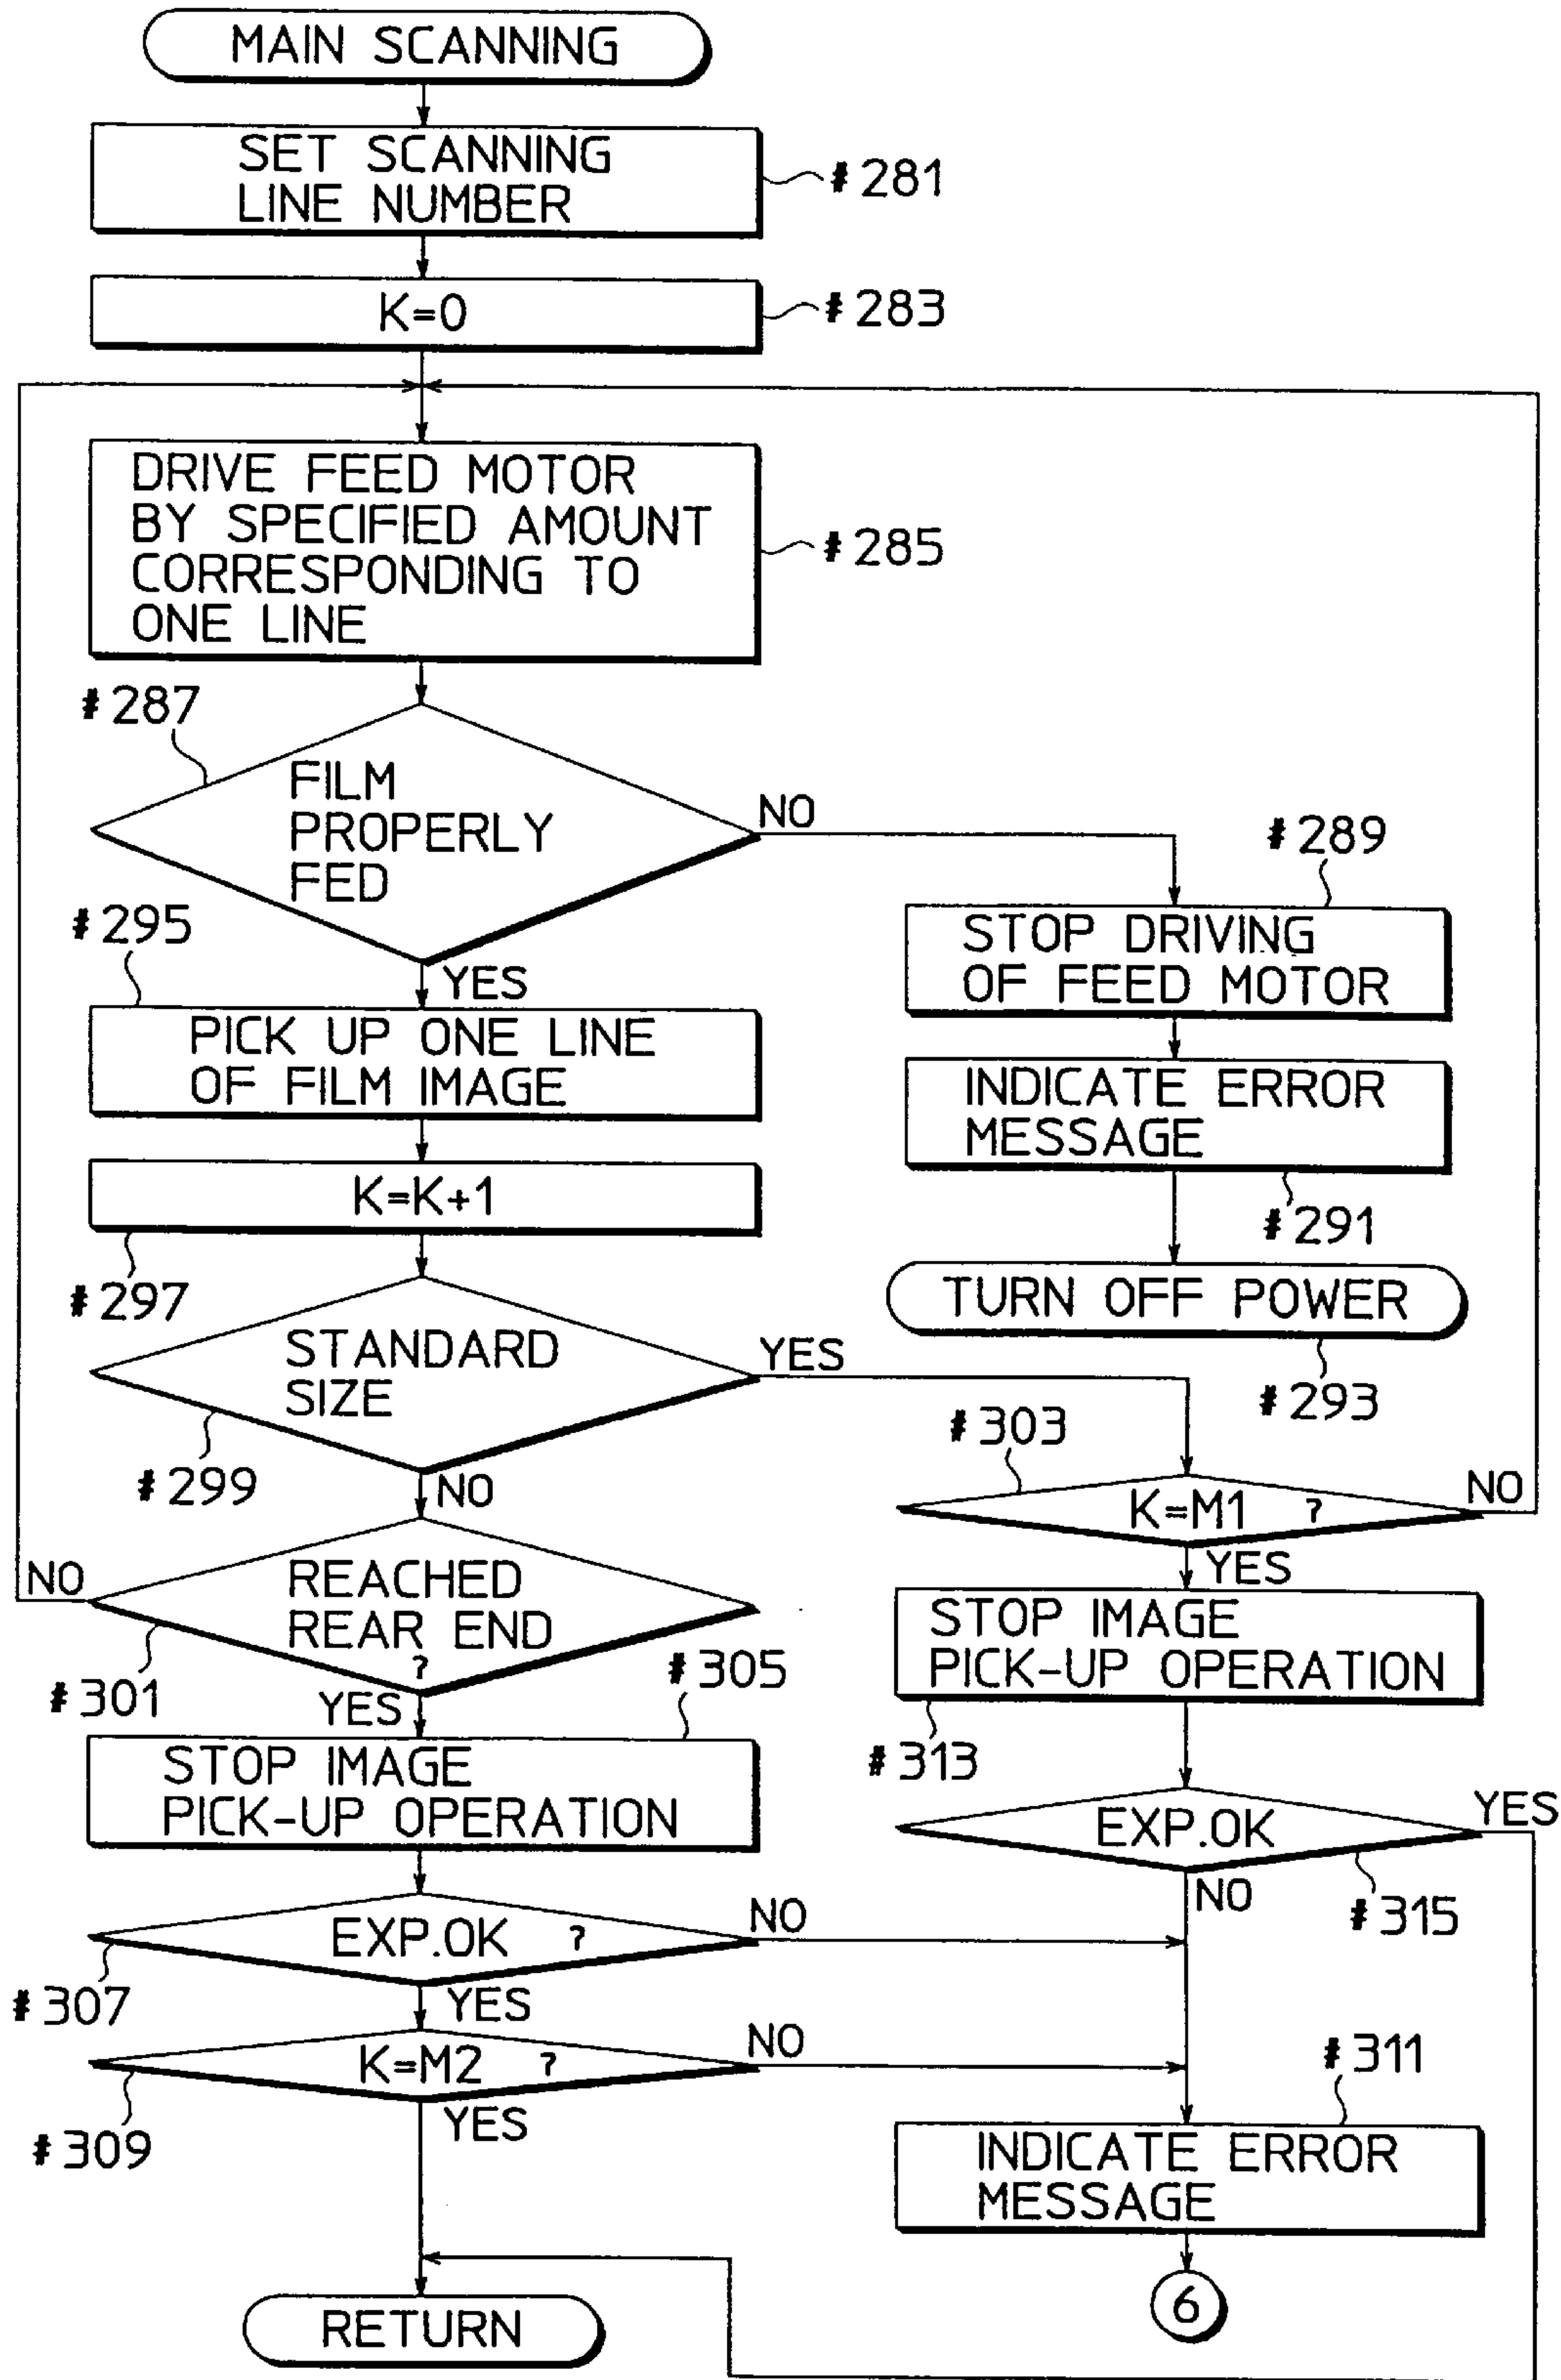 MAIN SCANNING
SET SCANNING
LINE NUMBER
#281
K=0
#283
DRIVE FEED MOTOR
BY SPECIFIED AMOUNT
CORRESPONDING TO
ONE LINE
#285
#287
FILM
PROPERLY
FED
NO
YES
#289
STOP DRIVING
OF FEED MOTOR
INDICATE ERROR
MESSAGE
#291
TURN OFF POWER
#293
#295
PICK UP ONE LINE
OF FILM IMAGE
K=K+1
#297
STANDARD
SIZE
YES
#299
NO
#303
K=M1 ?
NO
YES
REACHED
REAR END
?
NO
#301
YES
#305
STOP IMAGE
PICK-UP OPERATION
STOP IMAGE
PICK-UP OPERATION
#313
EXP.OK
YES
NO
#315
EXP.OK ?
NO
#307
YES
K=M2 ?
NO
#309
YES
#311
INDICATE ERROR
MESSAGE
6
RETURN